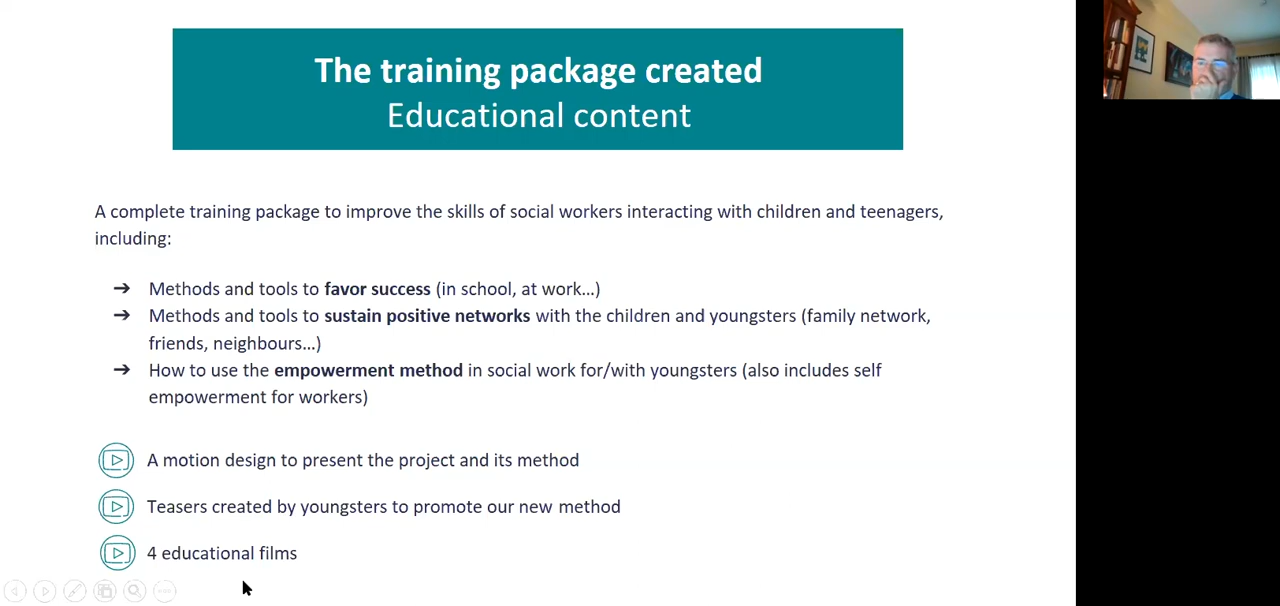 The training package created
Educational content
A complete training package to improve the skills of social workers interacting with children and teenagers,
including:
➔ Methods and tools to favor success (in school, at work...)
➔ Methods and tools to sustain positive networks with the children and youngsters (family network,
friends, neighbours...)
➔ How to use the empowerment method in social work for/with youngsters (also includes self
empowerment for workers)
A motion design to present the project and its method
Teasers created by youngsters to promote our new method
4 educational films